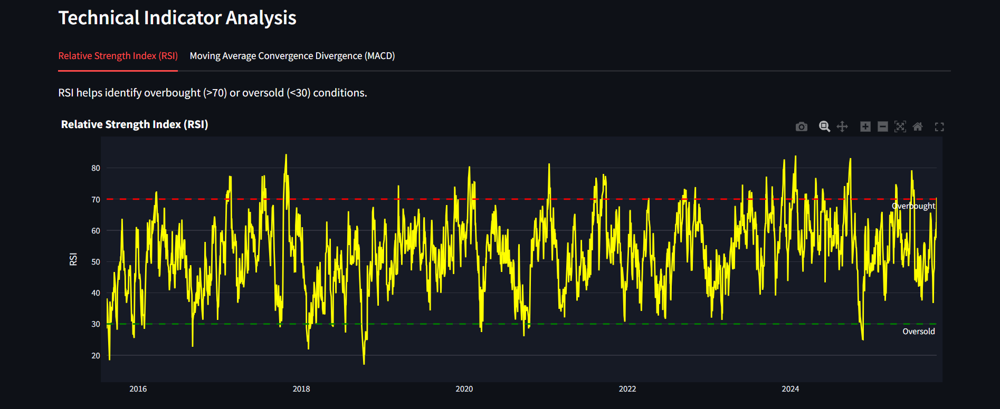 Technical Indicator Analysis
Relative Strength Index (RSI) Moving Average Convergence Divergence (MACD)
RSI helps identify overbought (>70) or oversold (<30) conditions.
Relative Strength Index (RSI)
80
70
Overbought
60
50
RSI
40
30
Oversold
20
2016 2018 2020 2022 2024